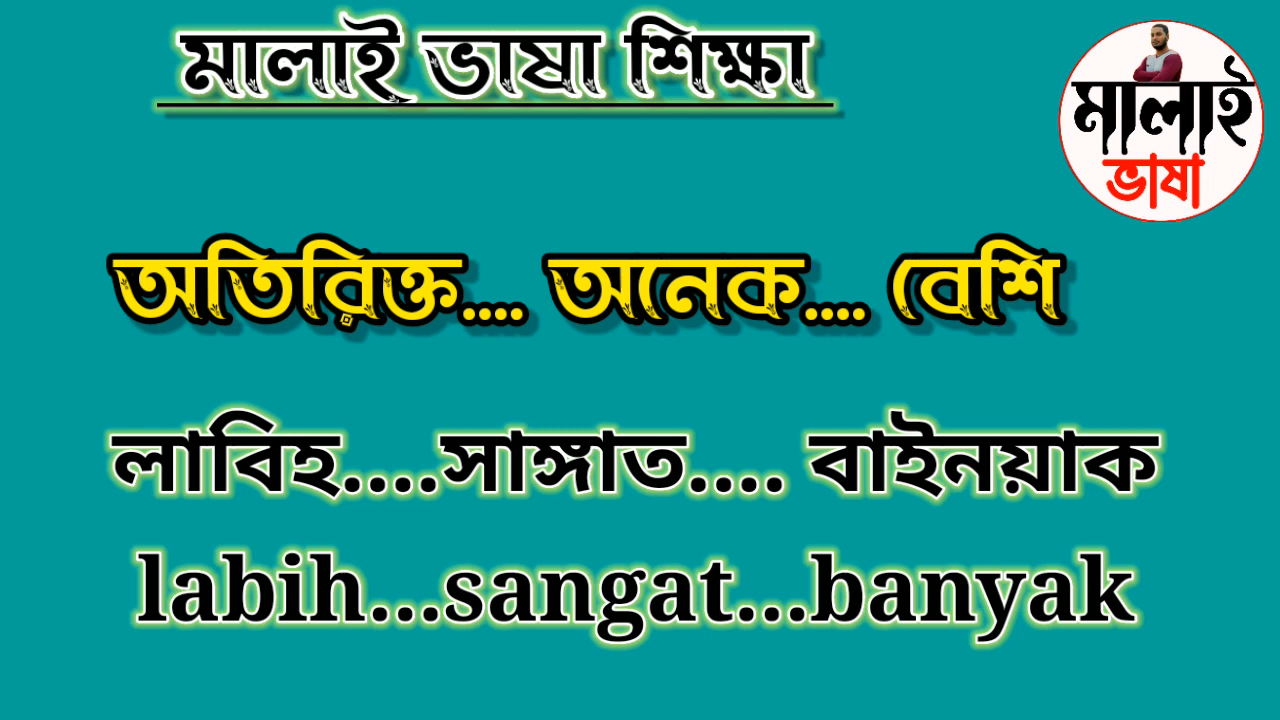 মালাই ভাষা শিক্ষা
মালাই
ভাষা
অতিরিক্ত.... অনেক.... বেশি
লাবিহ....সাঙ্গাত.... বাইনয়াক
labih...sangat...banyak